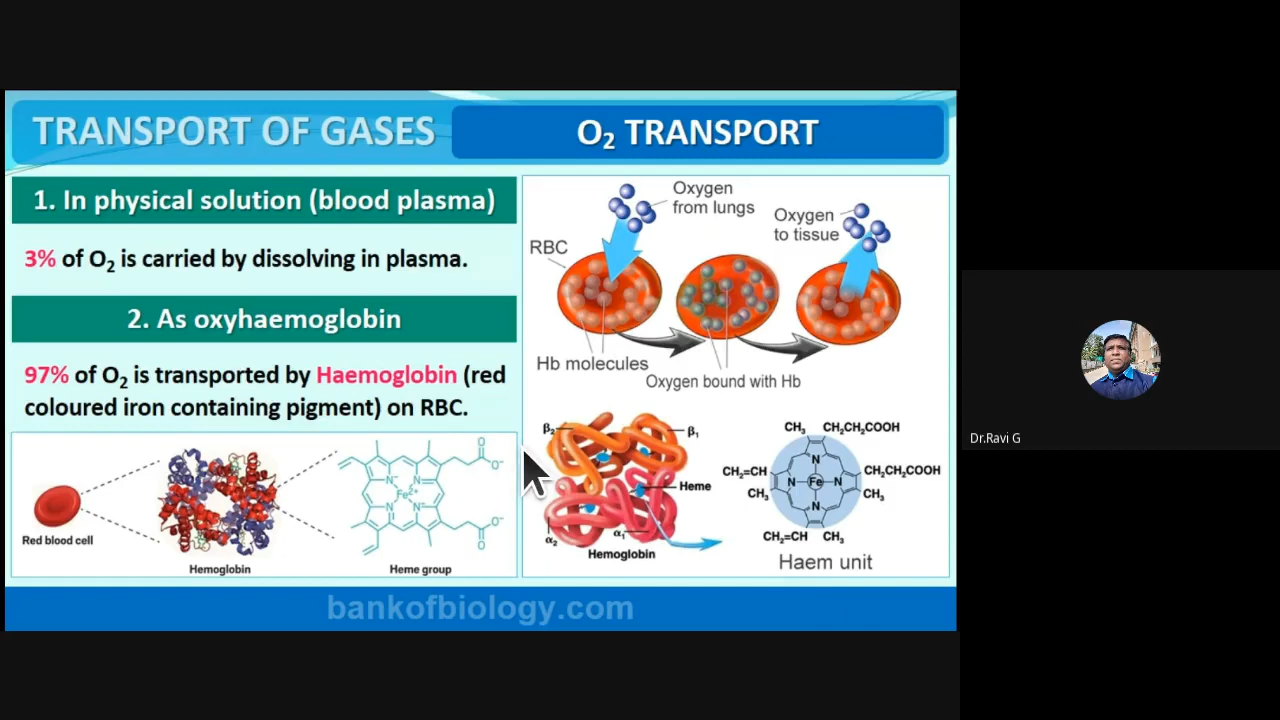 TRANSPORT OF GASES
O₂ TRANSPORT
1. In physical solution (blood plasma)
3% of O₂ is carried by dissolving in plasma.
2. As oxyhaemoglobin
97% of O₂ is transported by Haemoglobin (red
coloured iron containing pigment) on RBC.
Red blood cell
Hemoglobin
Heme group
O
O⁻
N⁻
N
Fe²⁺
N
N⁻
O⁻
O
Oxygen
from lungs
Oxygen
to tissue
RBC
Hb molecules
Oxygen bound with Hb
β₂
β₁
Heme
α₂
α₁
Hemoglobin
CH₃
CH₂CH₂COOH
CH₂=CH
CH₂CH₂COOH
CH₃
CH₃
N
N
Fe
N
N
CH₂=CH
CH₃
Haem unit
bankofbiology.com
Dr.Ravi G